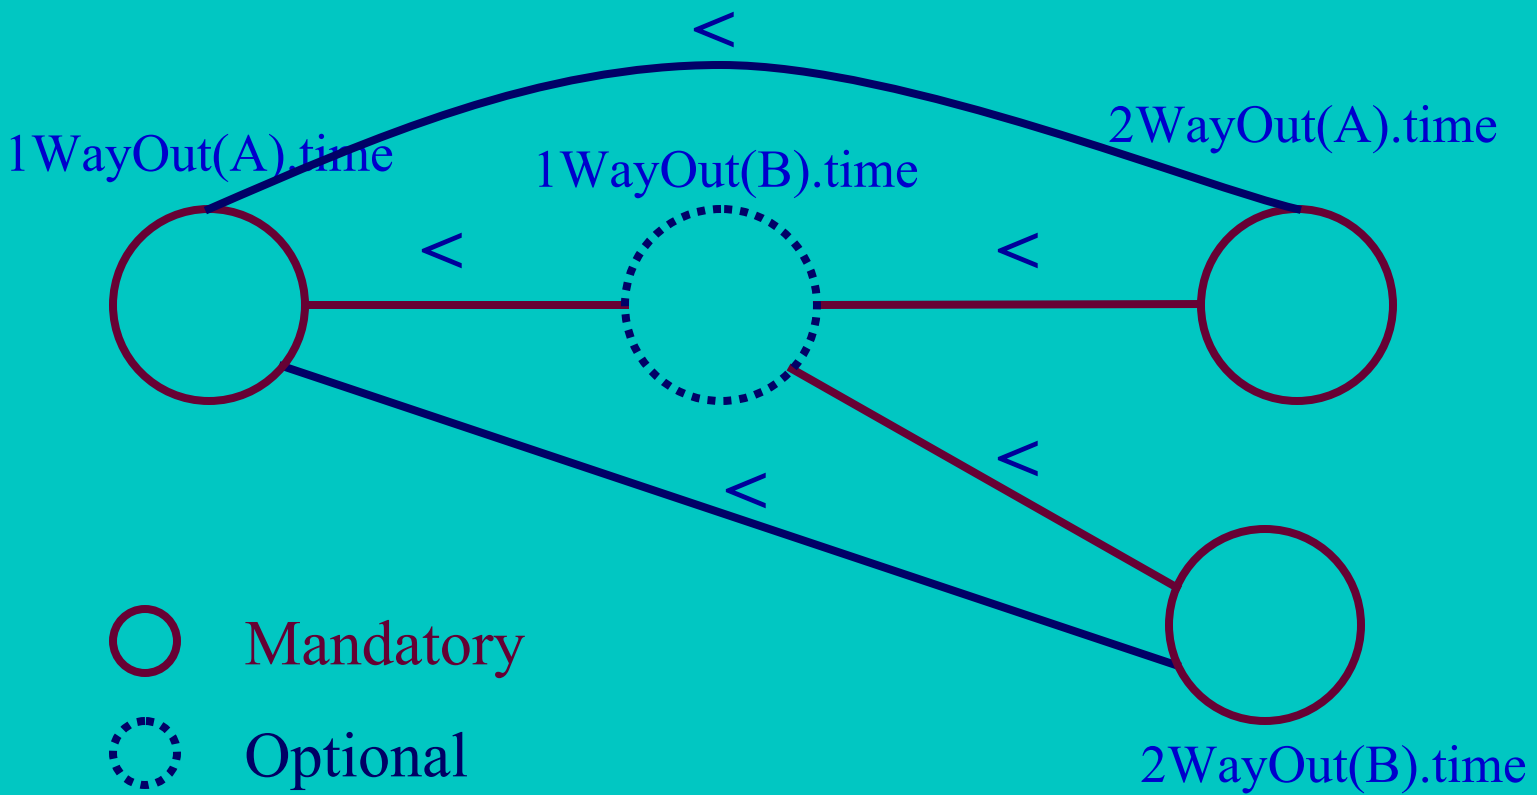 <
1WayOut(A).time
1WayOut(B).time
2WayOut(A).time
<
<
<
<
Mandatory
Optional
2WayOut(B).time